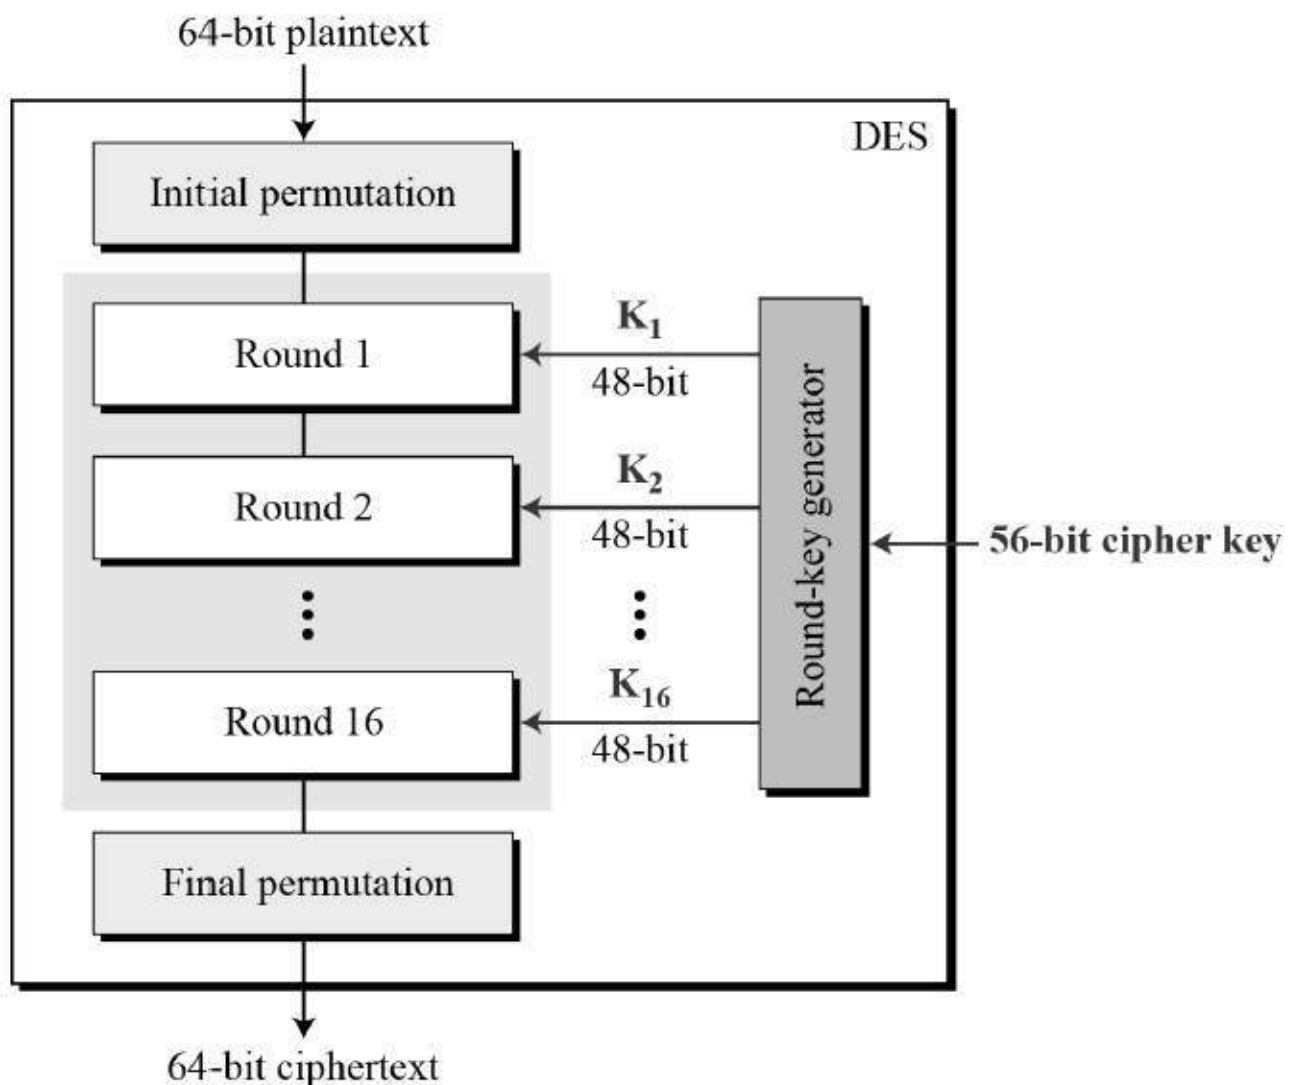 64-bit plaintext
DES
Initial permutation
Round 1
K₁
48-bit
Round 2
K₂
48-bit
Round-key generator
56-bit cipher key
Round 16
K₁₆
48-bit
Final permutation
64-bit ciphertext